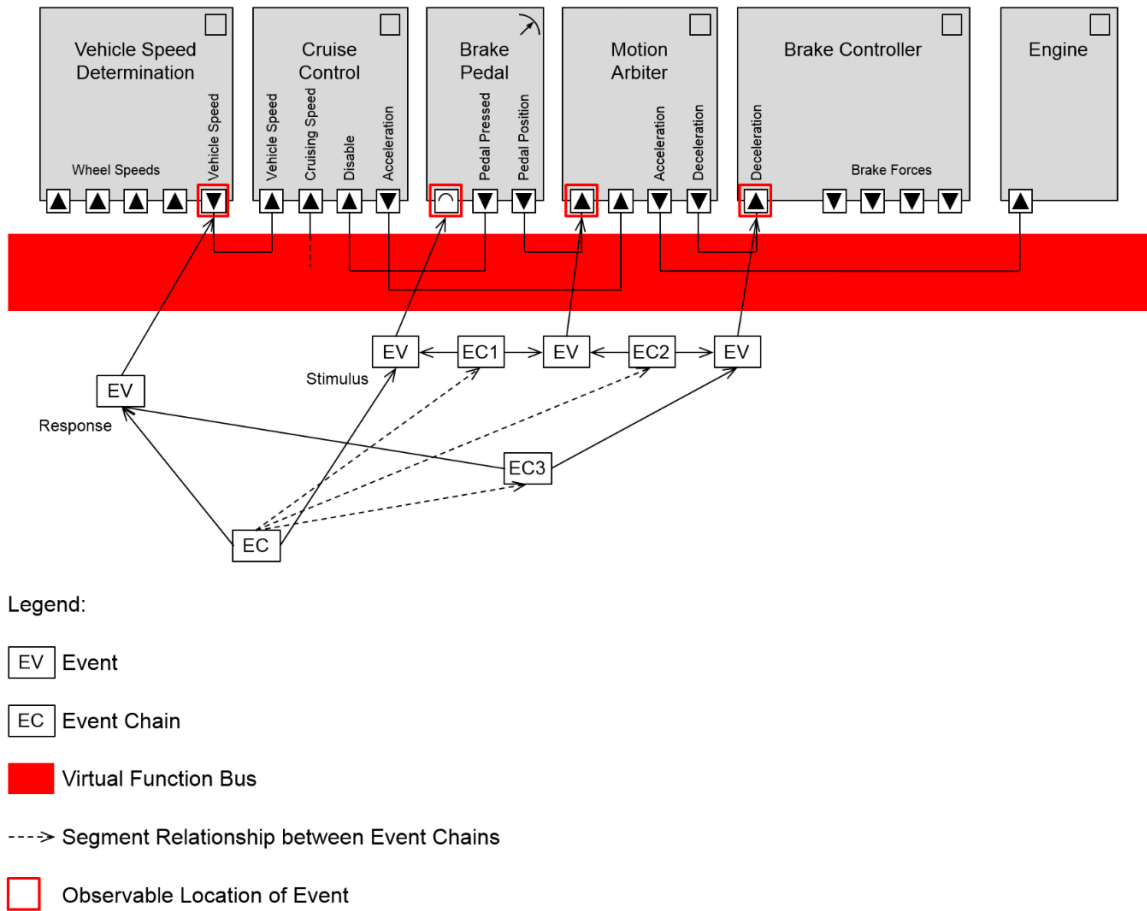 Vehicle Speed
Determination
Cruise
Control
Brake
Pedal
Motion
Arbiter
Brake Controller
Engine
Wheel Speeds
Vehicle Speed
Vehicle Speed
Cruising Speed
Disable
Acceleration
Pedal Pressed
Pedal Position
Acceleration
Deceleration
Deceleration
Brake Forces
EV
EC1
EV
EC2
EV
Stimulus
EV
Response
EC3
EC
Legend:
EV Event
EC Event Chain
Virtual Function Bus
Segment Relationship between Event Chains
Observable Location of Event